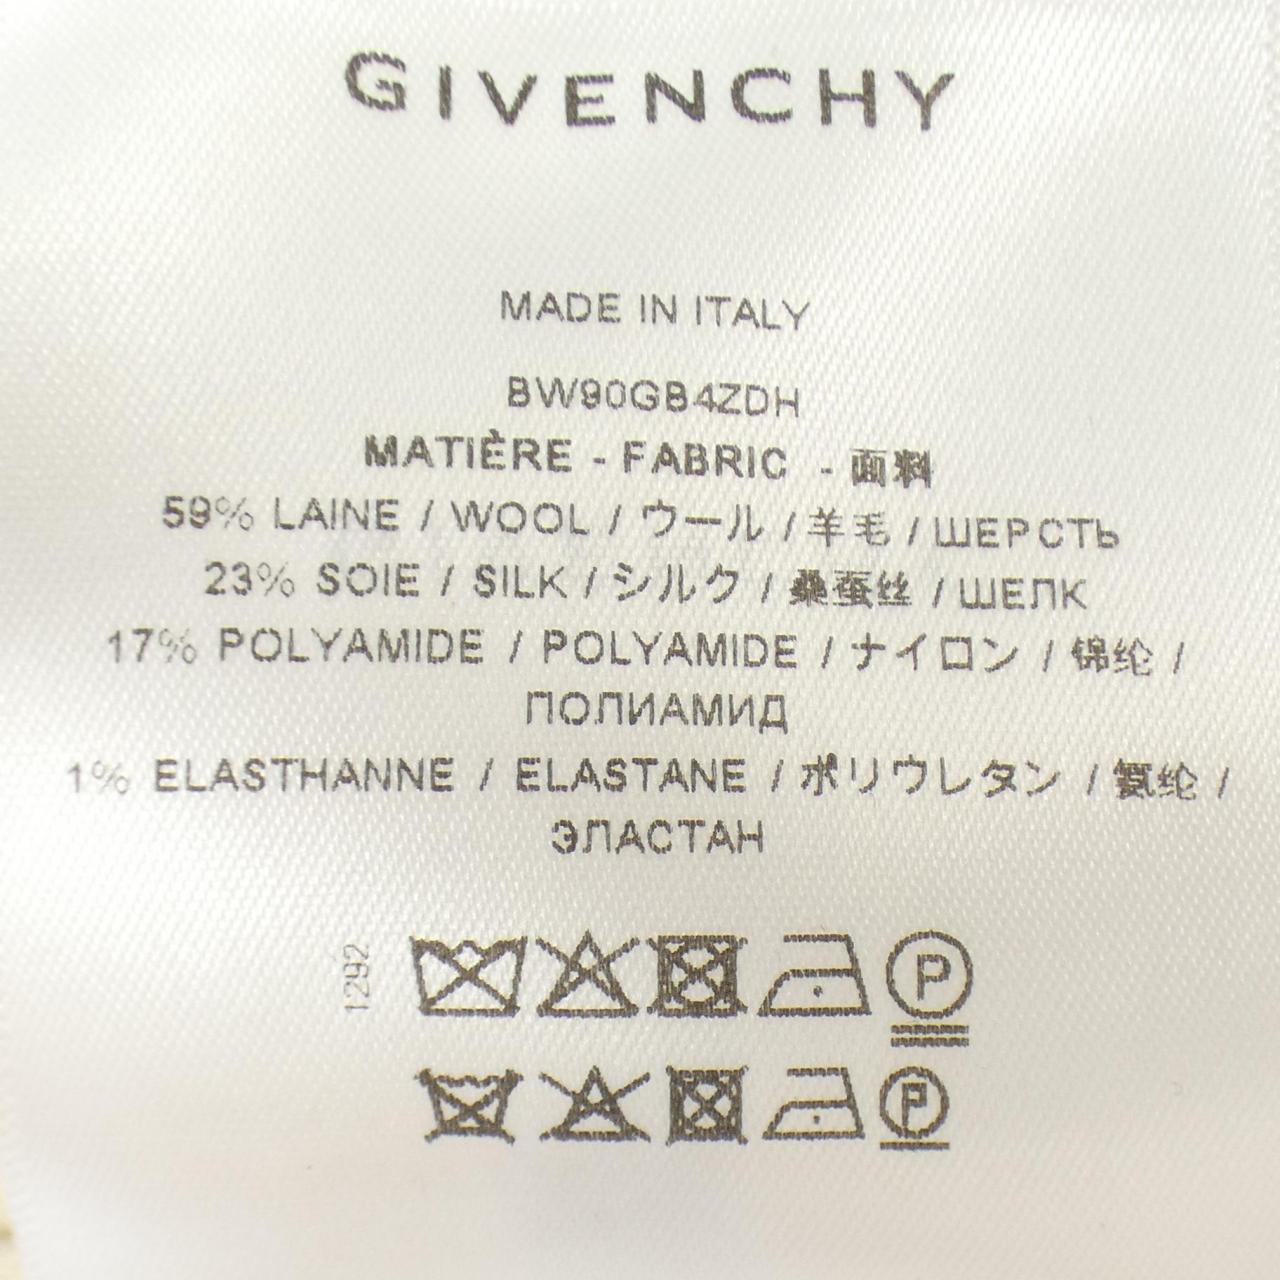 GIVENCHY
MADE IN ITALY
BW90GB4ZDH
MATIÈRE - FABRIC - 面料
59% LAINE / WOOL / ウール / 羊毛 / ШЕРСТЬ
23% SOIE / SILK / シルク / 桑蚕丝 / ШЕЛК
17% POLYAMIDE / POLYAMIDE / ナイロン / 锦纶 /
ПОЛИАМИД
1% ELASTHANNE / ELASTANE / ポリウレタン / 氨纶 /
ЭЛАСТАН
1292
P
P